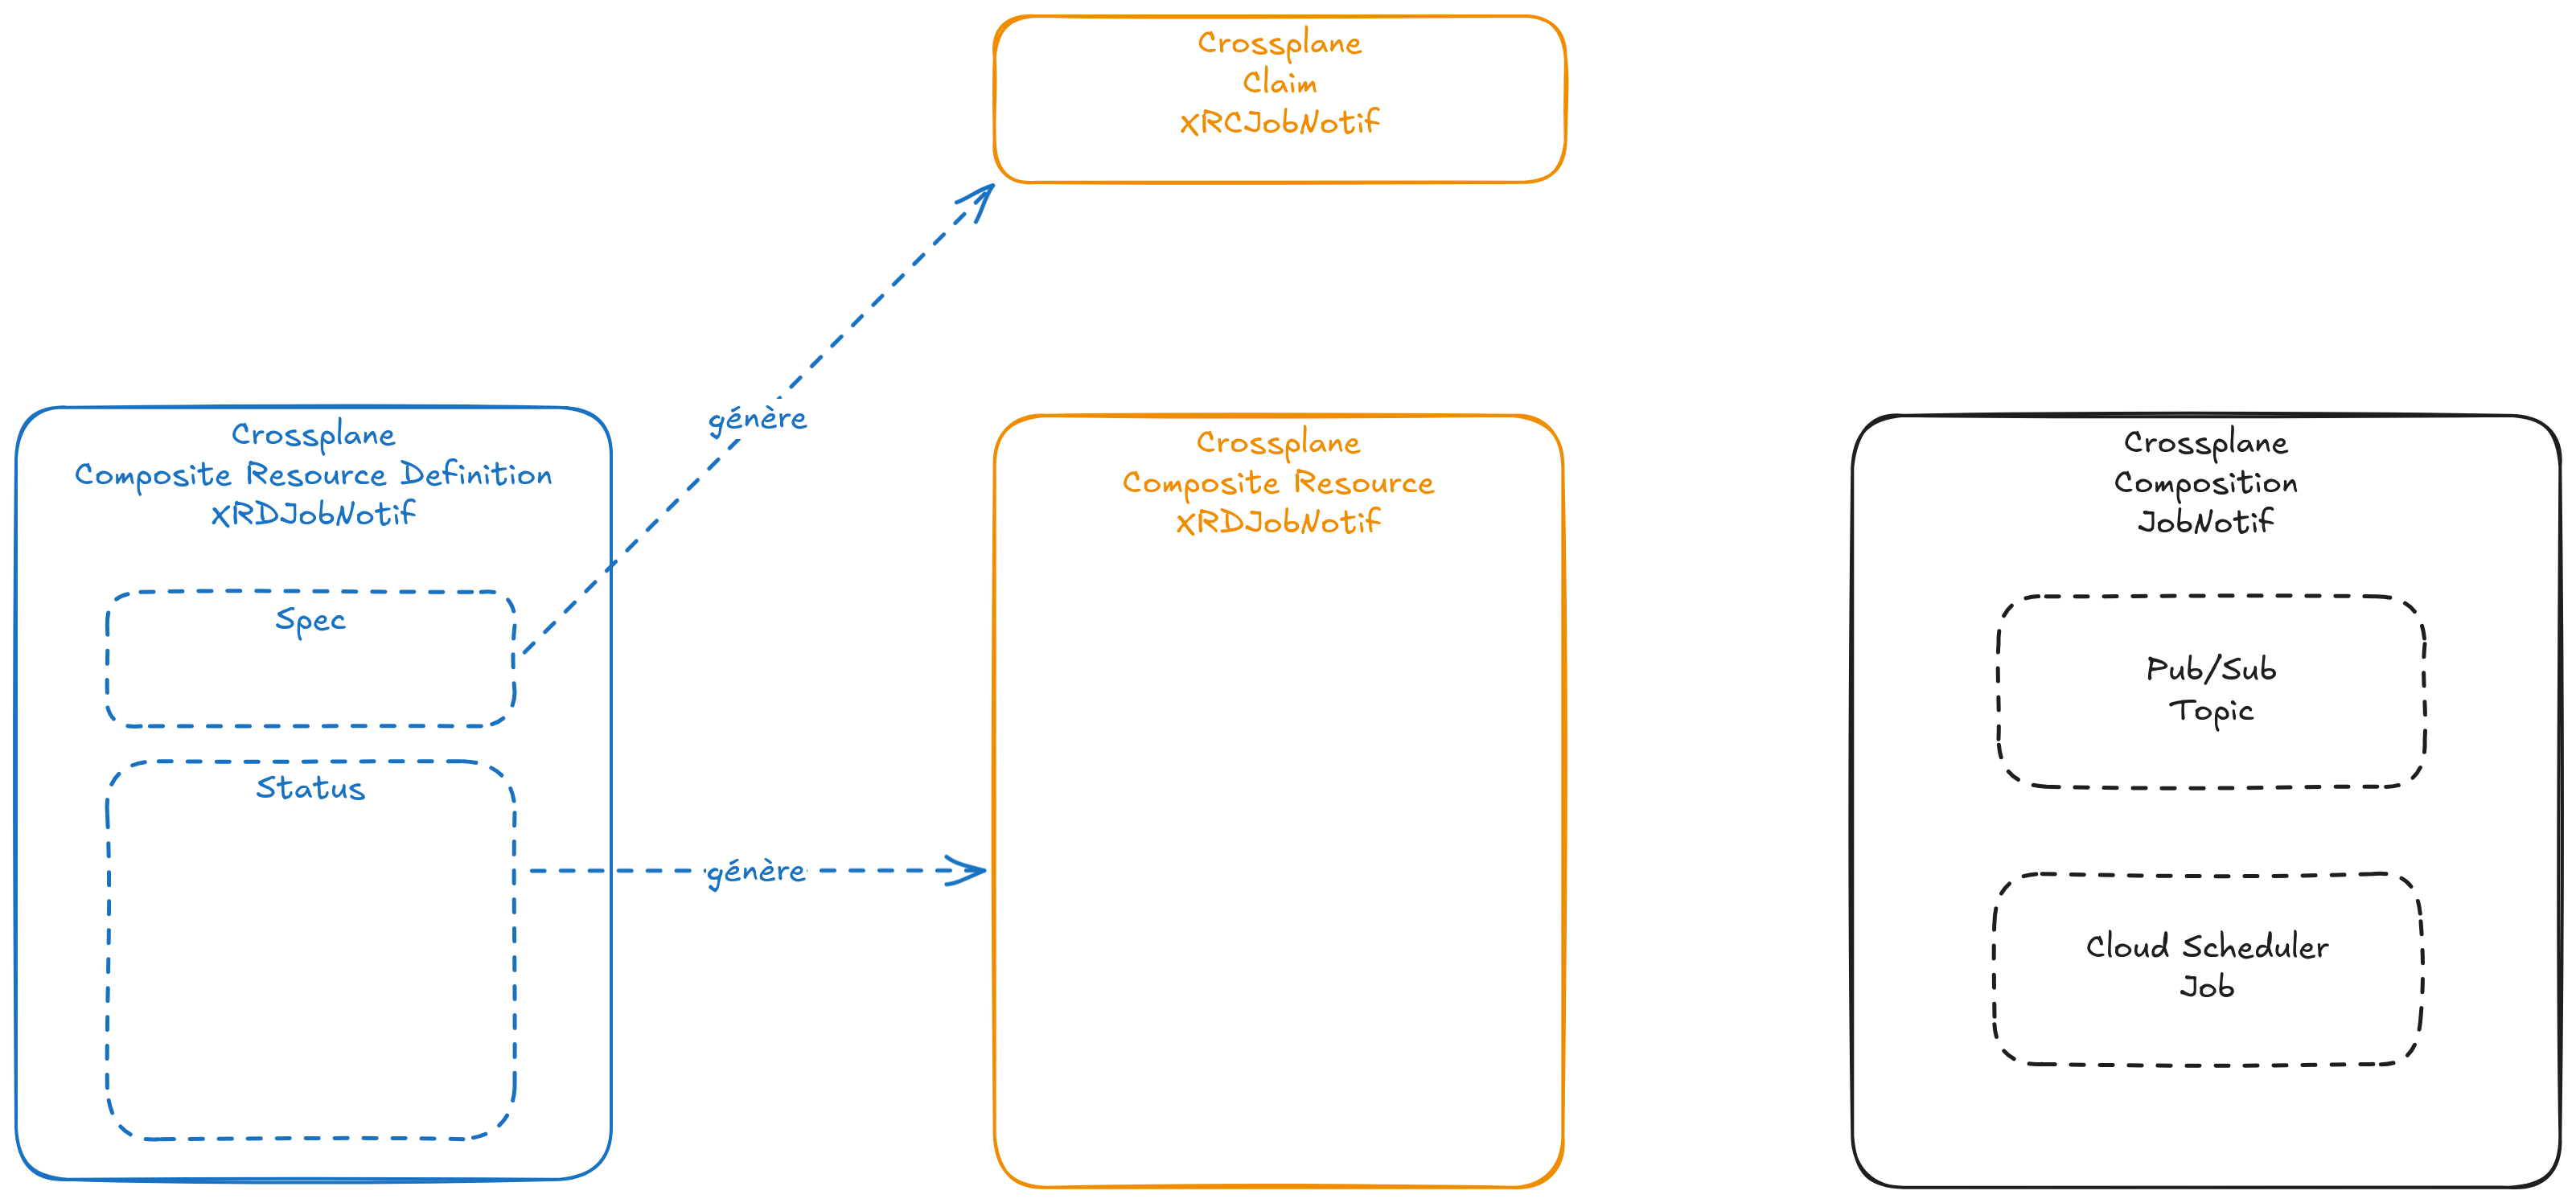 Crossplane
Claim
XRCJobNotif
génère
Crossplane
Composite Resource Definition
XRDJobNotif
Spec
Status
génère
Crossplane
Composite Resource
XRDJobNotif
Crossplane
Composition
JobNotif
Pub/Sub
Topic
Cloud Scheduler
Job